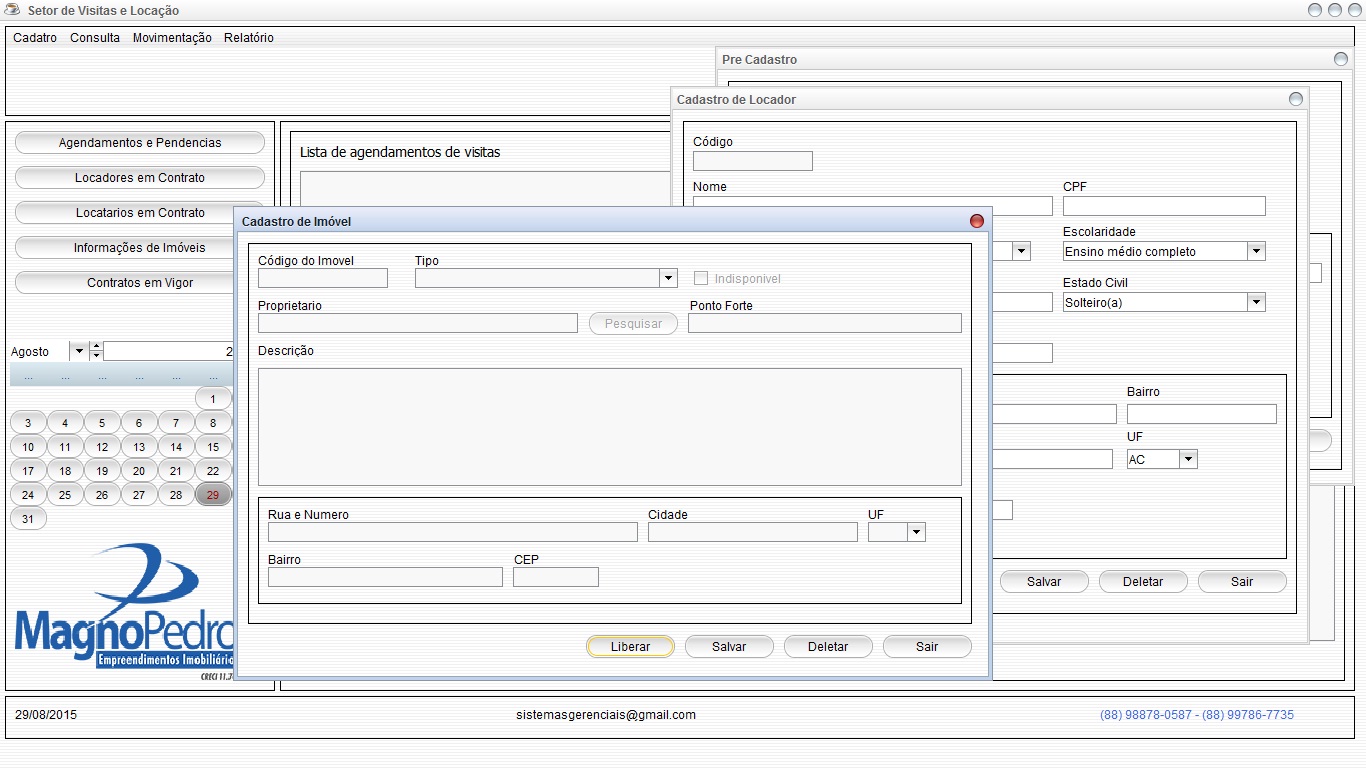 Setor de Visitas e Locação
Cadatro Consulta Movimentação Relatório
Pre Cadastro
Cadastro de Locador
Agendamentos e Pendencias
Locadores em Contrato
Locatarios em Contrato
Informações de Imóveis
Contratos em Vigor
Lista de agendamentos de visitas
Código
Nome CPF
Escolaridade
Ensino médio completo
Estado Civil
Solteiro(a)
Bairro
UF
AC
Salvar Deletar Sair
Cadastro de Imóvel
Código do Imovel Tipo
Indisponivel
Proprietario Ponto Forte
Pesquisar
Descrição
Rua e Numero Cidade UF
Bairro CEP
Liberar Salvar Deletar Sair
Agosto 2
... ... ... ... ... ...
1
3 4 5 6 7 8
10 11 12 13 14 15
17 18 19 20 21 22
24 25 26 27 28 29
31
MagnoPedro
Empreendimentos Imobiliário
CRECI 11.7
29/08/2015 sistemasgerenciais@gmail.com (88) 98878-0587 - (88) 99786-7735